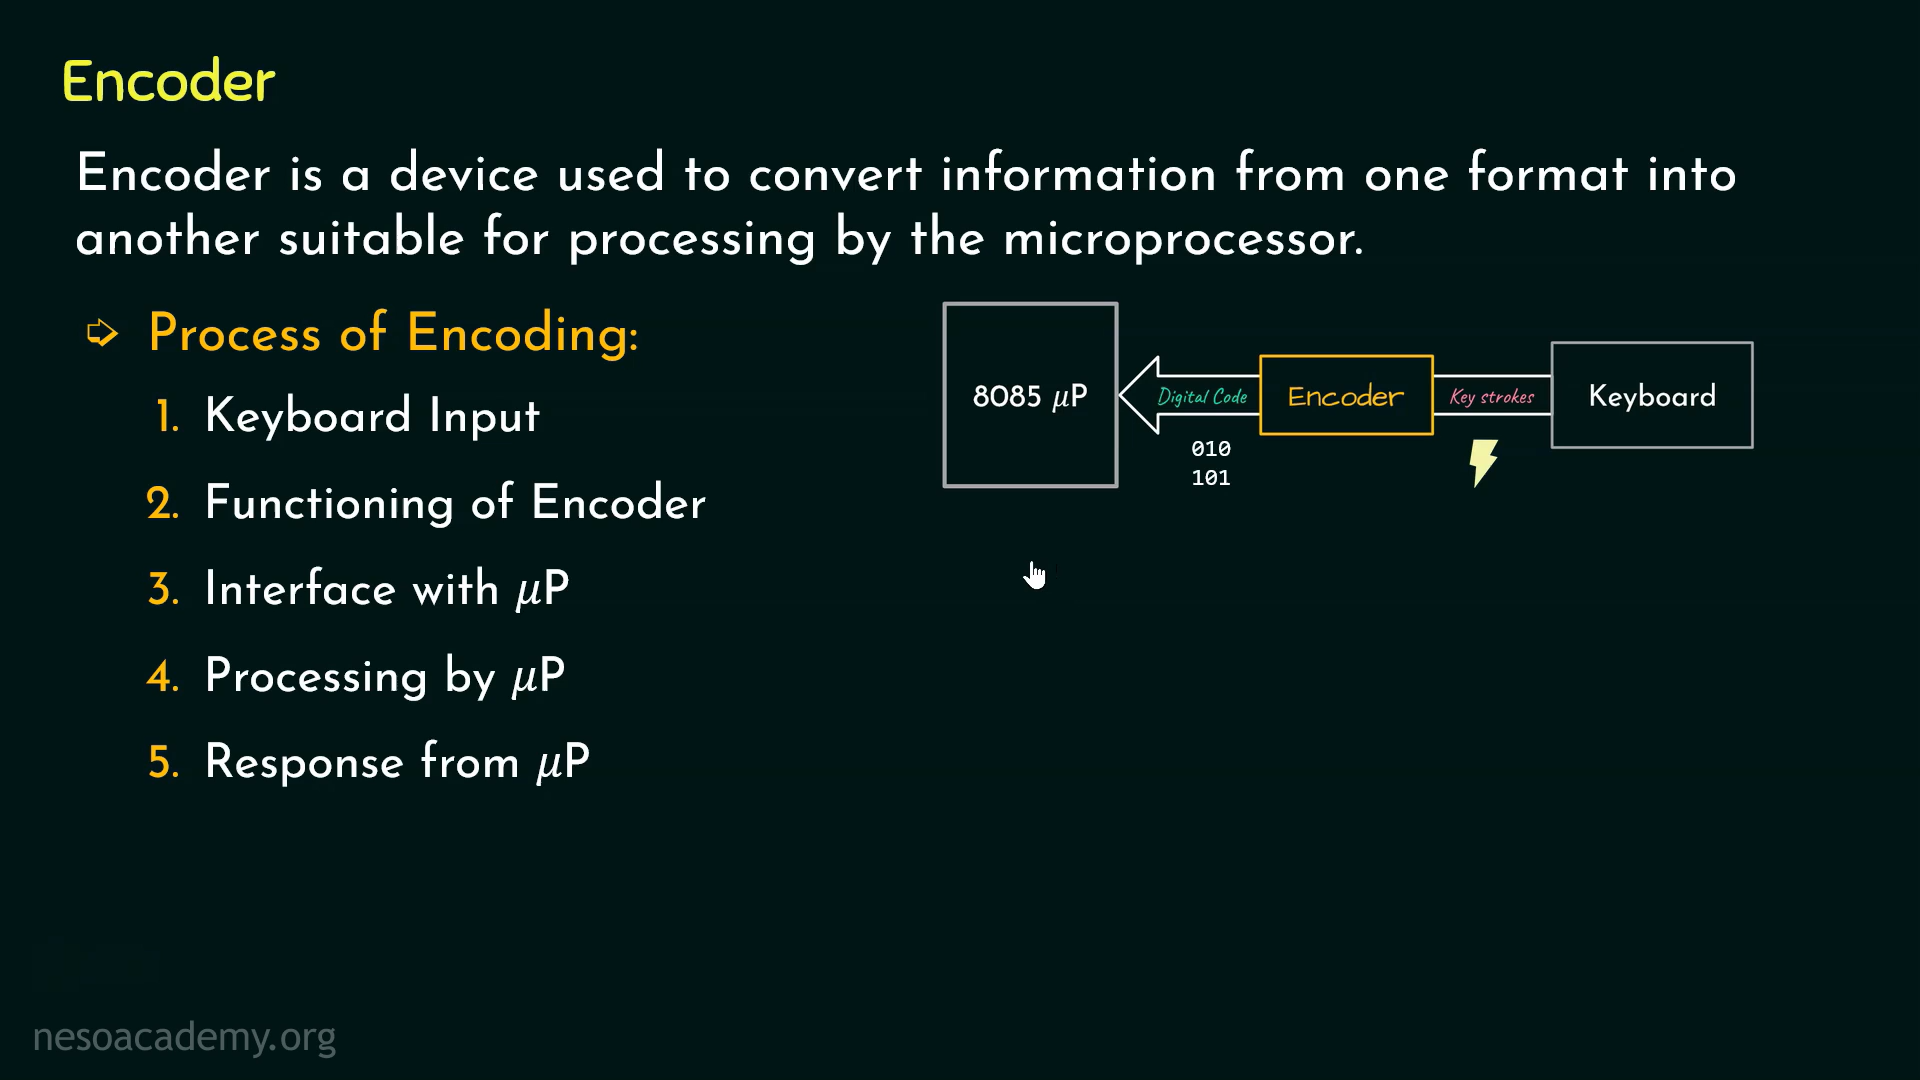 Encoder
Encoder is a device used to convert information from one format into
another suitable for processing by the microprocessor.
➩ Process of Encoding:
1. Keyboard Input
2. Functioning of Encoder
3. Interface with μP
4. Processing by μP
5. Response from μP
8085 μP
Digital Code
Encoder
Key strokes
Keyboard
010
101
nesoacademy.org